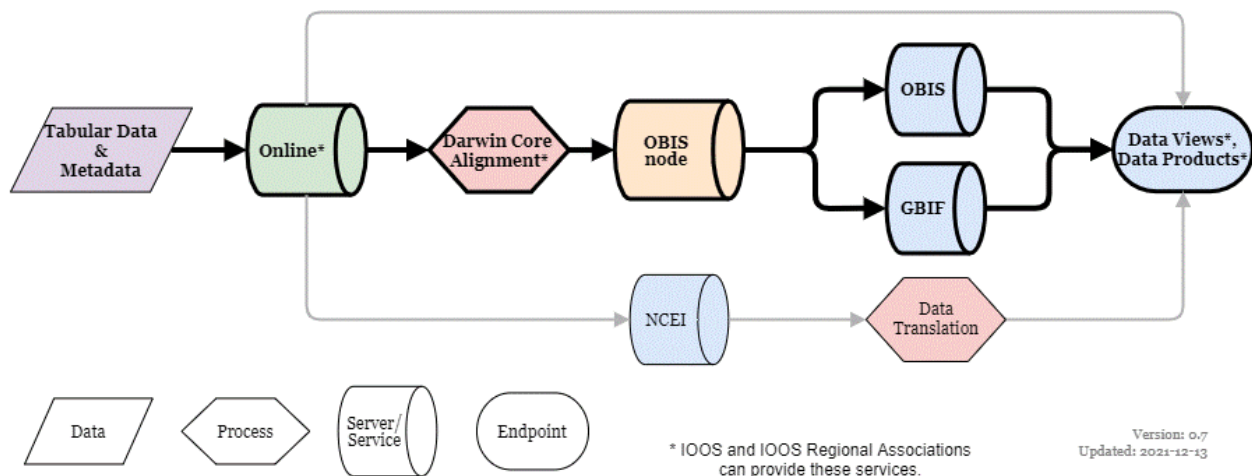 Tabular Data
&
Metadata
Online*
Darwin Core
Alignment*
OBIS
node
OBIS
GBIF
Data Views*,
Data Products*
NCEI
Data
Translation
Data
Process
Server/
Service
Endpoint
* IOOS and IOOS Regional Associations
can provide these services.
Version: 0.7
Updated: 2021-12-13